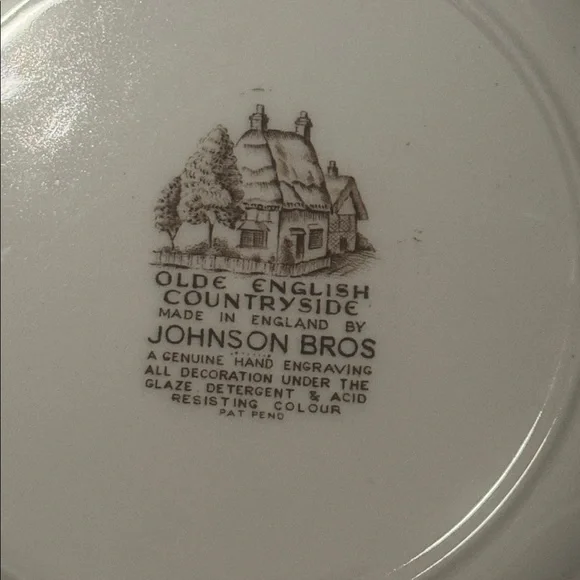 OLDE ENGLISH
COUNTRYSIDE
MADE IN ENGLAND BY
JOHNSON BROS
A GENUINE HAND ENGRAVING
ALL DECORATION UNDER THE
GLAZE DETERGENT & ACID
RESISTING COLOUR
PAT PEND